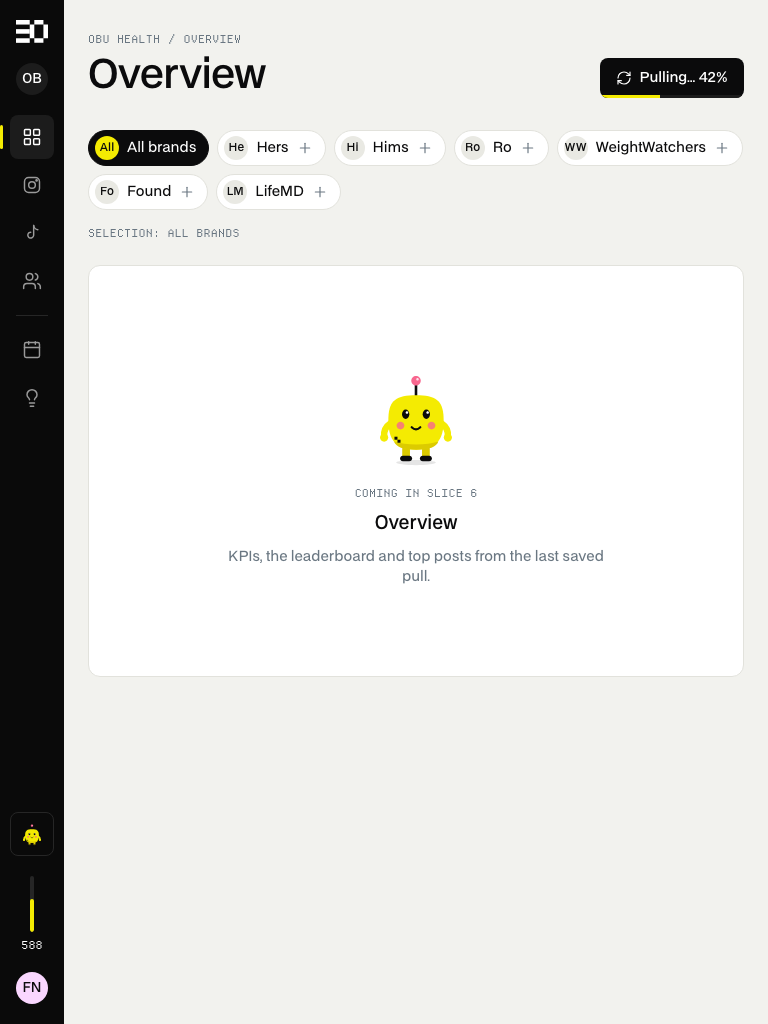 OB
OBU HEALTH / OVERVIEW
Overview
Pulling... 42%
All All brands
He Hers
HI Hims
Ro Ro
WW WeightWatchers
Fo Found
LM LifeMD
SELECTION: ALL BRANDS
COMING IN SLICE 6
Overview
KPIs, the leaderboard and top posts from the last saved
pull.
588
FN